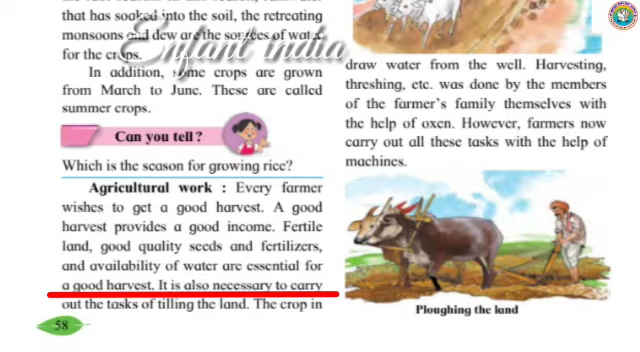 that has soaked into the soil, the retreating
monsoons and dew are the sources of water
for the crops.
In addition, some crops are grown
from March to June. These are called
summer crops.
Can you tell?
Which is the season for growing rice?
Agricultural work : Every farmer
wishes to get a good harvest. A good
harvest provides a good income. Fertile
land, good quality seeds and fertilizers,
and availability of water are essential for
a good harvest. It is also necessary to carry
out the tasks of tilling the land. The crop in
58
Enfant india
draw water from the well. Harvesting,
threshing, etc. was done by the members
of the farmer's family themselves with
the help of oxen. However, farmers now
carry out all these tasks with the help of
machines.
Ploughing the land